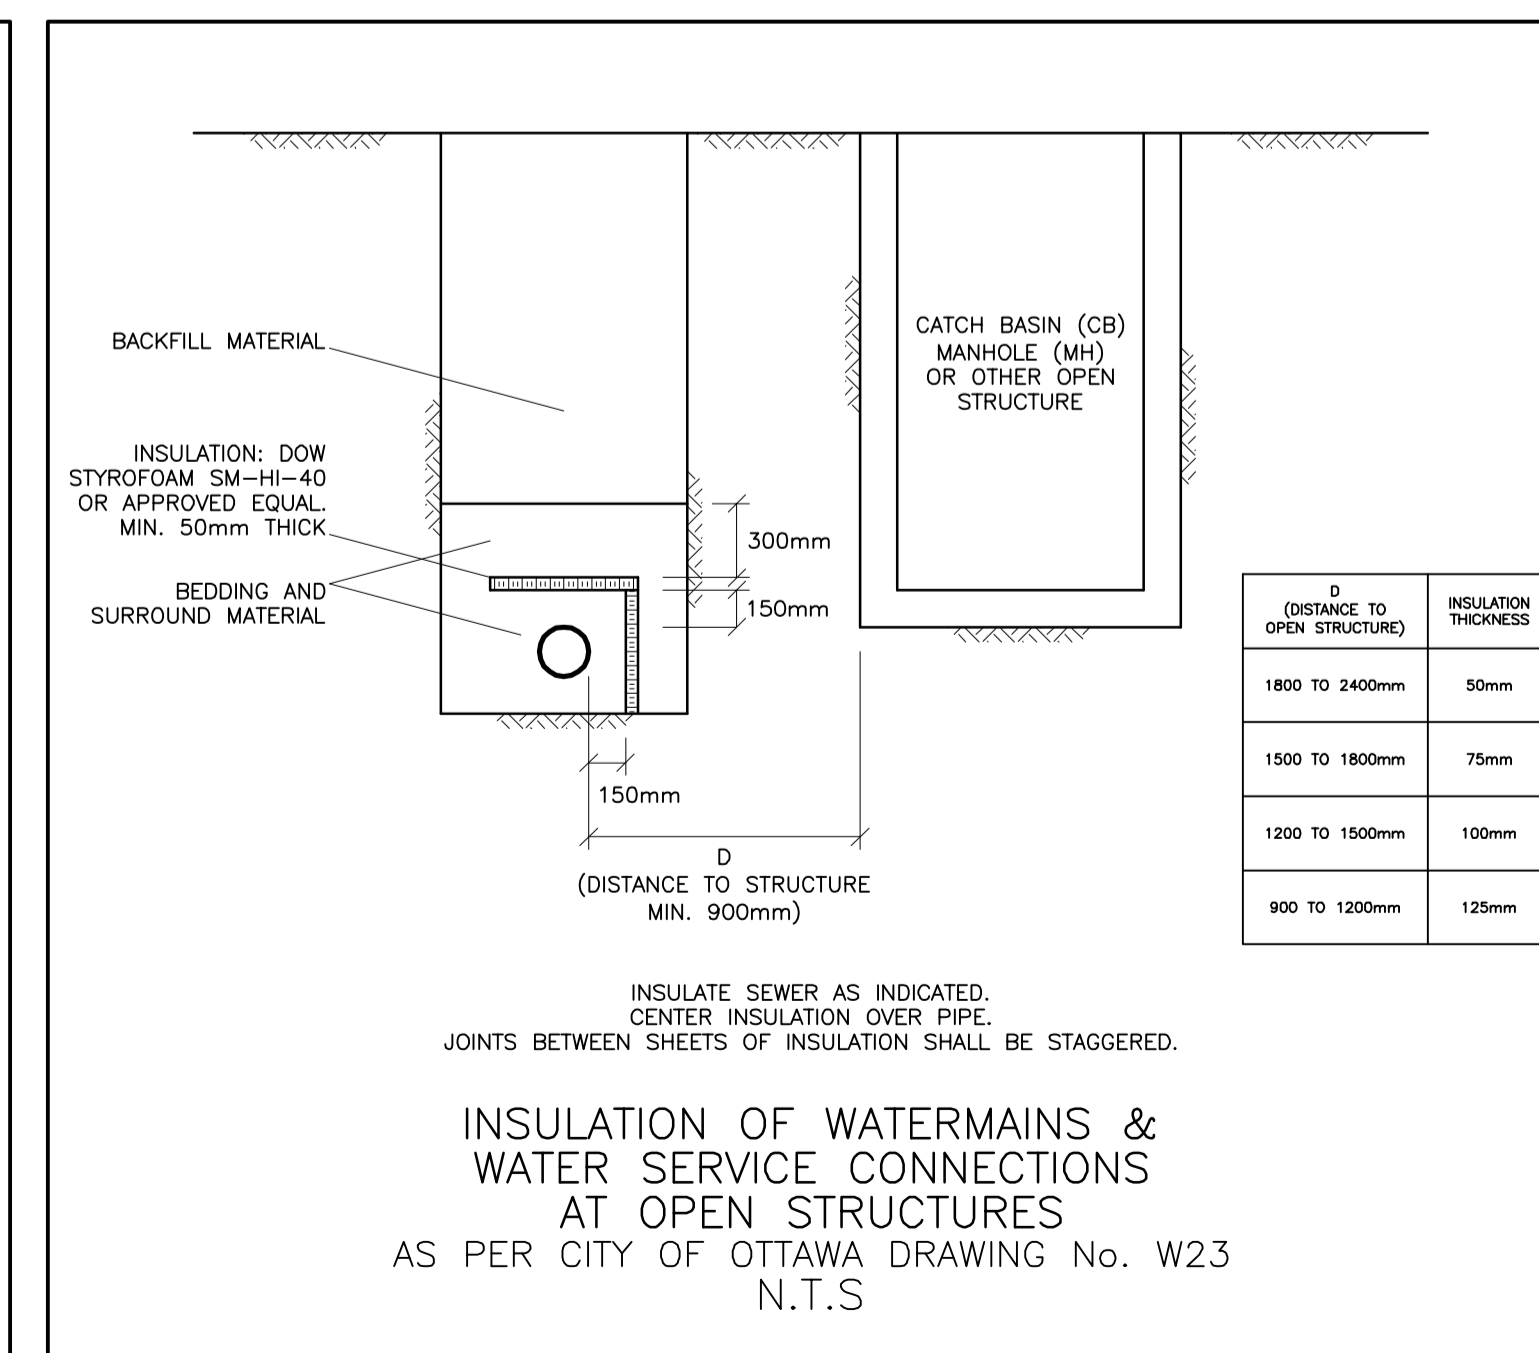 BACKFILL MATERIAL
INSULATION: DOW
STYROFOAM SM-HI-40
OR APPROVED EQUAL.
MIN. 50mm THICK
BEDDING AND
SURROUND MATERIAL
300mm
150mm
150mm
D
(DISTANCE TO STRUCTURE
MIN. 900mm)
CATCH BASIN (CB)
MANHOLE (MH)
OR OTHER OPEN
STRUCTURE
D
(DISTANCE TO
OPEN STRUCTURE)
INSULATION
THICKNESS
1800 TO 2400mm
50mm
1500 TO 1800mm
75mm
1200 TO 1500mm
100mm
900 TO 1200mm
125mm
INSULATE SEWER AS INDICATED.
CENTER INSULATION OVER PIPE.
JOINTS BETWEEN SHEETS OF INSULATION SHALL BE STAGGERED.
INSULATION OF WATERMAINS &
WATER SERVICE CONNECTIONS
AT OPEN STRUCTURES
AS PER CITY OF OTTAWA DRAWING No. W23
N.T.S